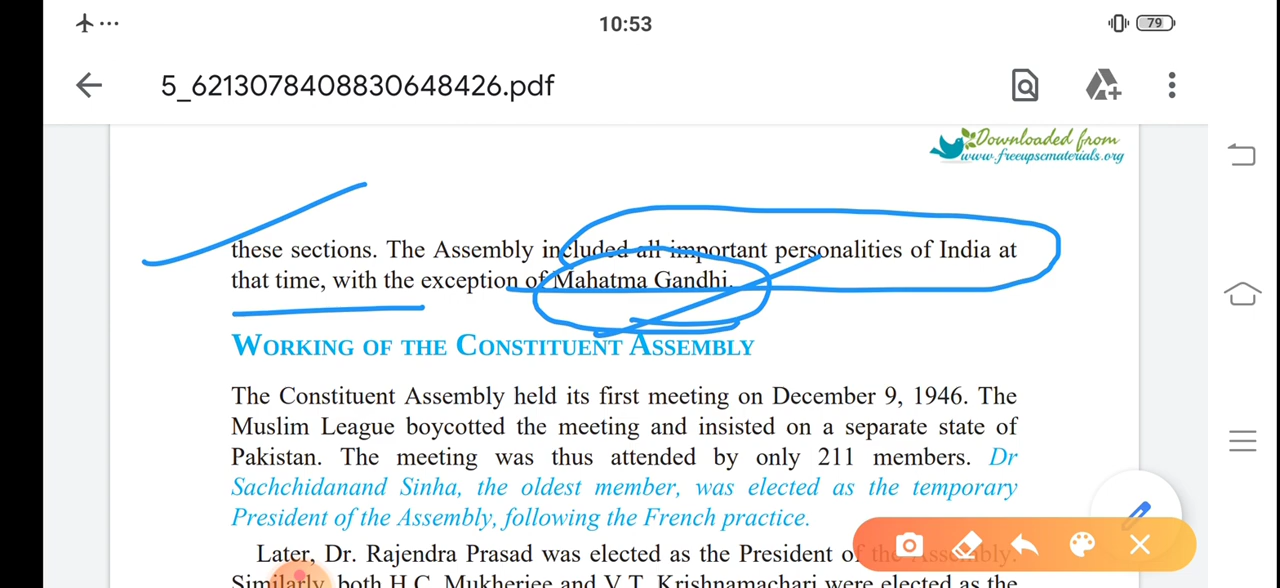 10:53
79
5_6213078408830648426.pdf
Downloaded from
www.freeupscmaterials.org
these sections. The Assembly included all important personalities of India at
that time, with the exception of Mahatma Gandhi.
WORKING OF THE CONSTITUENT ASSEMBLY
The Constituent Assembly held its first meeting on December 9, 1946. The
Muslim League boycotted the meeting and insisted on a separate state of
Pakistan. The meeting was thus attended by only 211 members. Dr
Sachchidanand Sinha, the oldest member, was elected as the temporary
President of the Assembly, following the French practice.
Later, Dr. Rajendra Prasad was elected as the President of the Assembly.
Similarly, both H.C. Mukherjee and V.T. Krishnamachari were elected as the